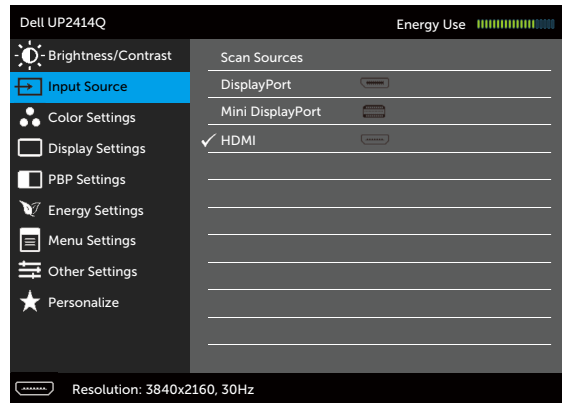 Dell UP2414Q
Energy Use
Brightness/Contrast
Input Source
Color Settings
Display Settings
PBP Settings
Energy Settings
Menu Settings
Other Settings
Personalize
Scan Sources
DisplayPort
Mini DisplayPort
HDMI
Resolution: 3840x2160, 30Hz